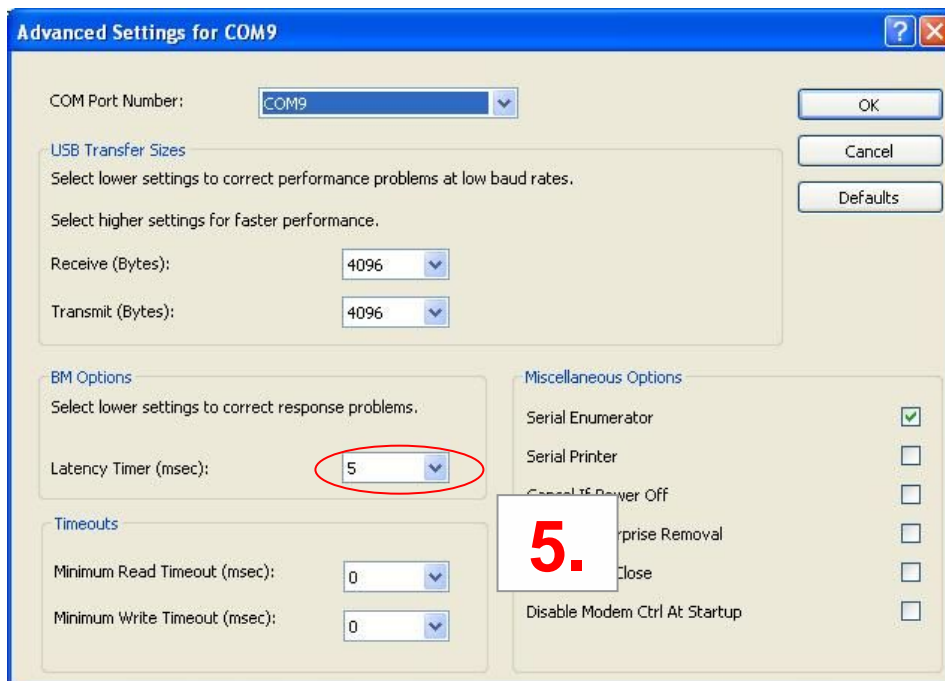 Advanced Settings for COM9
COM Port Number:
COM9
OK
Cancel
Defaults
USB Transfer Sizes
Select lower settings to correct performance problems at low baud rates.
Select higher settings for faster performance.
Receive (Bytes):
4096
Transmit (Bytes):
4096
BM Options
Select lower settings to correct response problems.
Latency Timer (msec):
5
Timeouts
Minimum Read Timeout (msec):
0
Minimum Write Timeout (msec):
0
Miscellaneous Options
Serial Enumerator
Serial Printer
Cancel If Power Off
Removal
Close
Disable Modem Ctrl At Startup
5.